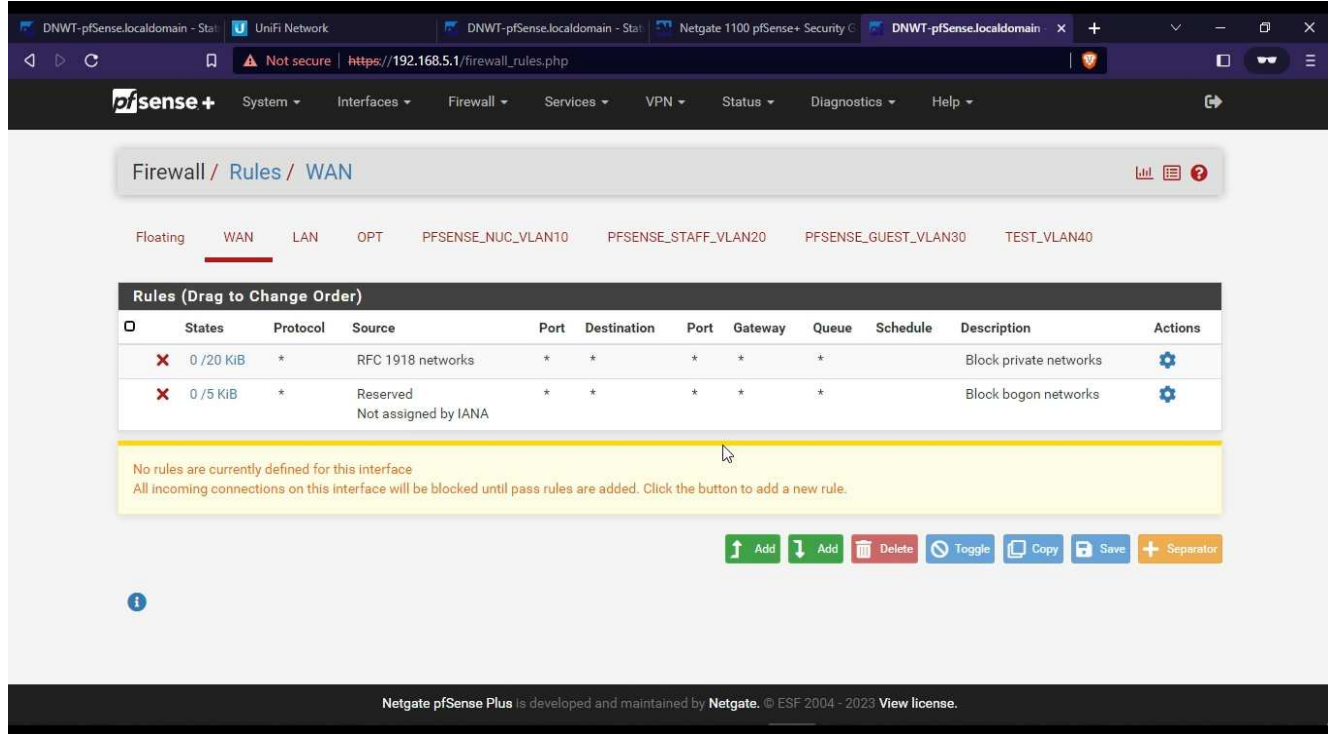 DNWT-pfSense.localdomain - Stat
UniFi Network
DNWT-pfSense.localdomain - Stat
Netgate 1100 pfSense+ Security G
DNWT-pfSense.localdomain -
Not secure | https://192.168.5.1/firewall_rules.php
pfsense + System Interfaces Firewall Services VPN Status Diagnostics Help
Firewall / Rules / WAN
Floating WAN LAN OPT PFSENSE_NUC_VLAN10 PFSENSE_STAFF_VLAN20 PFSENSE_GUEST_VLAN30 TEST_VLAN40
Rules (Drag to Change Order)
States Protocol Source Port Destination Port Gateway Queue Schedule Description Actions
0 /20 KiB * RFC 1918 networks * * * * * Block private networks
0 /5 KiB * Reserved * * * * * Block bogon networks
Not assigned by IANA
No rules are currently defined for this interface
All incoming connections on this interface will be blocked until pass rules are added. Click the button to add a new rule.
Add Add Delete Toggle Copy Save Separator
Netgate pfSense Plus is developed and maintained by Netgate. © ESF 2004 - 2023 View license.